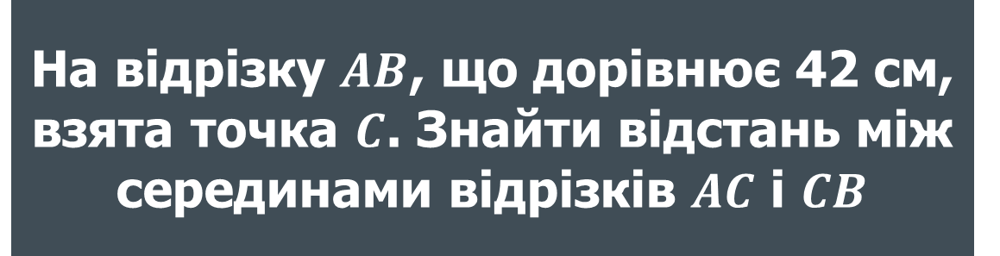 На відрізку AB, що дорівнює 42 см,
взята точка C. Знайти відстань між
серединами відрізків AC і CB